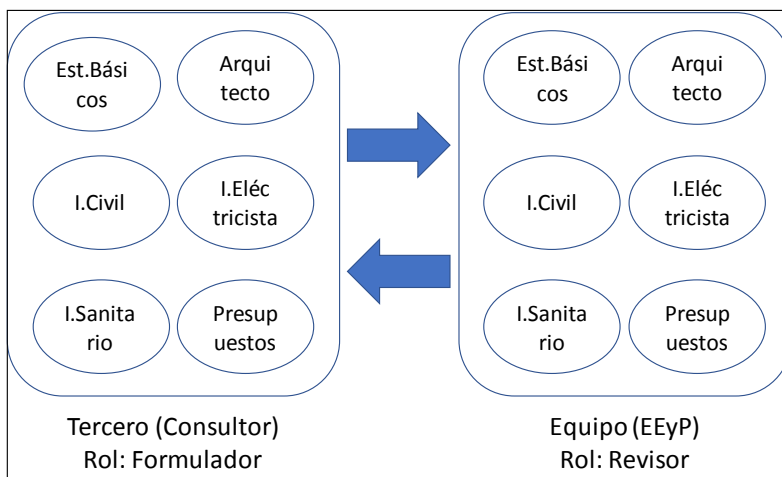 Est.Bási
cos
Arqui
tecto
I.Civil
I.Eléc
tricista
I.Sanita
rio
Presup
uestos
Tercero (Consultor)
Rol: Formulador
Est.Bási
cos
Arqui
tecto
I.Civil
I.Eléc
tricista
I.Sanita
rio
Presup
uestos
Equipo (EEyP)
Rol: Revisor